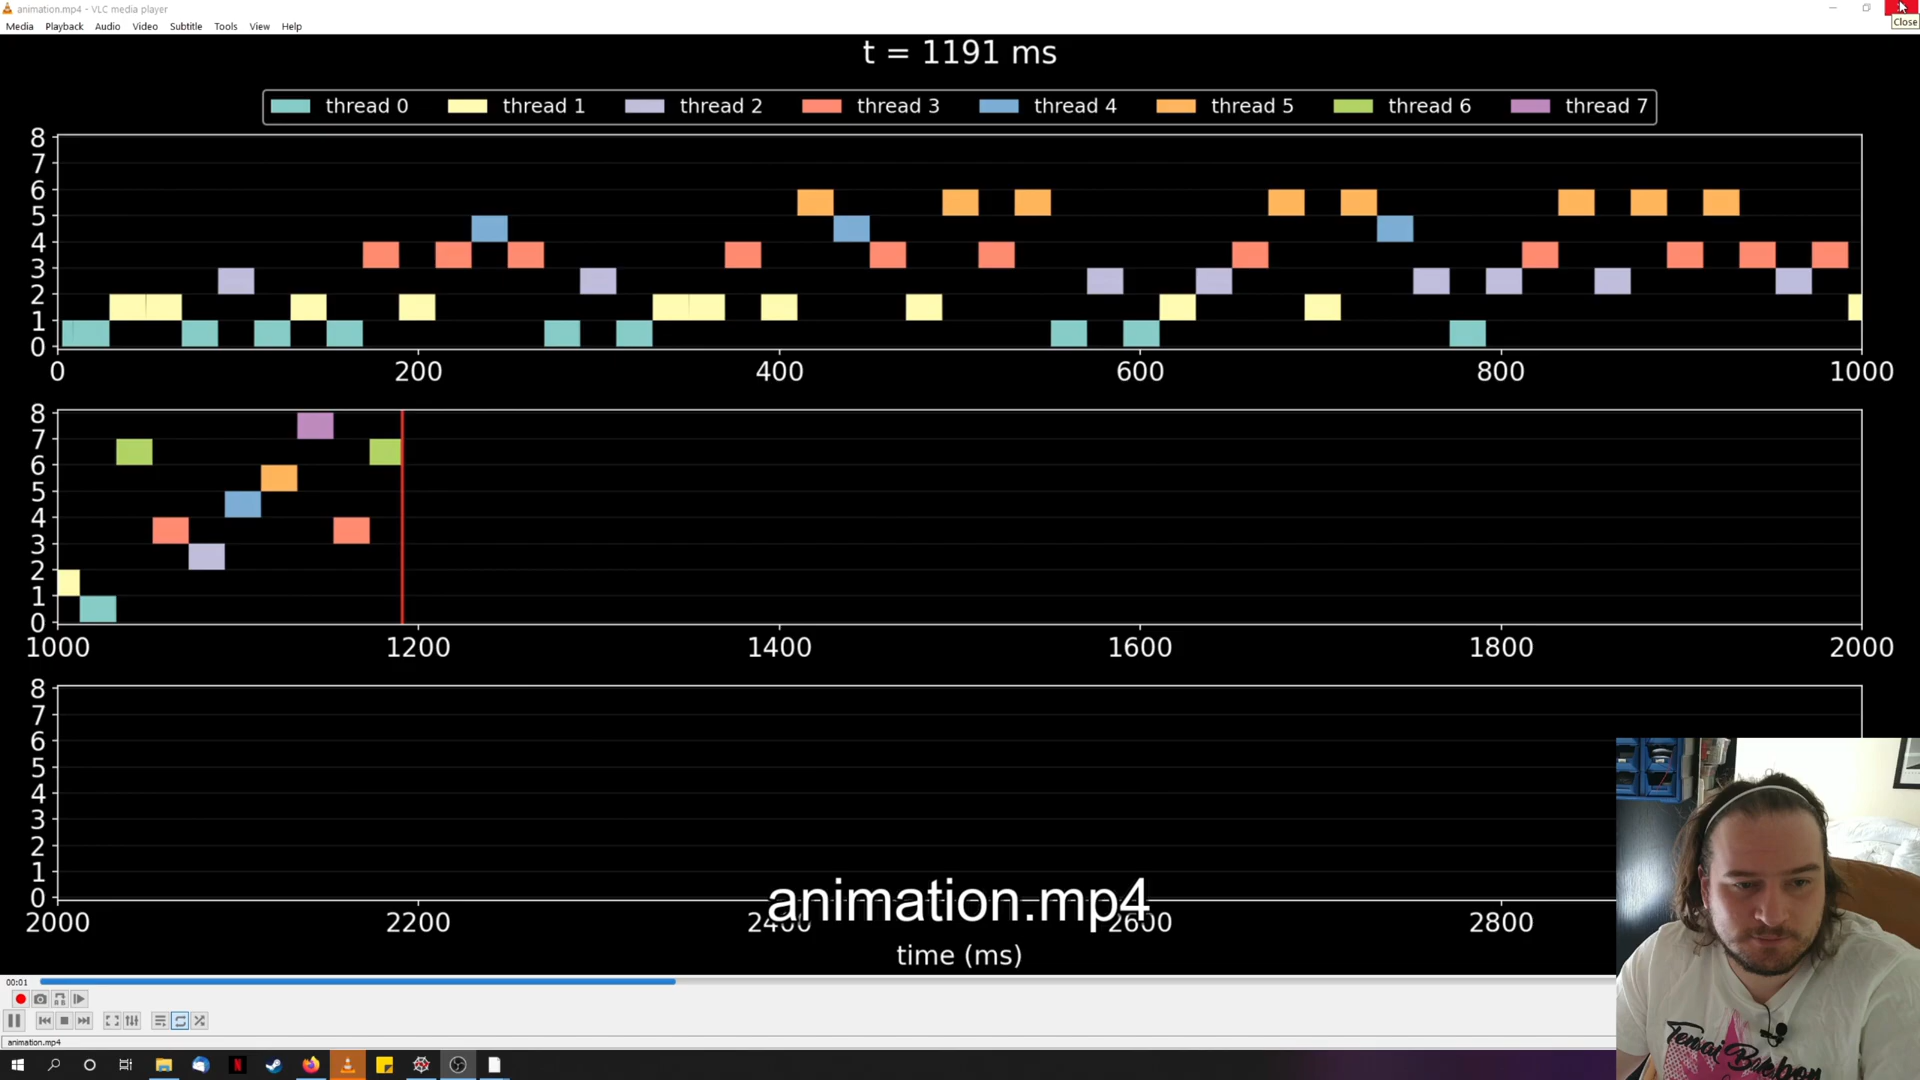 animation.mp4 - VLC media player
Close
Media Playback Audio Video Subtitle Tools View Help
t = 1191 ms
thread 0 thread 1 thread 2 thread 3 thread 4 thread 5 thread 6 thread 7
8
7
6
5
4
3
2
1
0
0 200 400 600 800 1000
8
7
6
5
4
3
2
1
0
1000 1200 1400 1600 1800 2000
8
7
6
5
4
3
2
1
0
animation.mp4
2000 2200 2400 2600 2800
time (ms)
00:01
animation.mp4